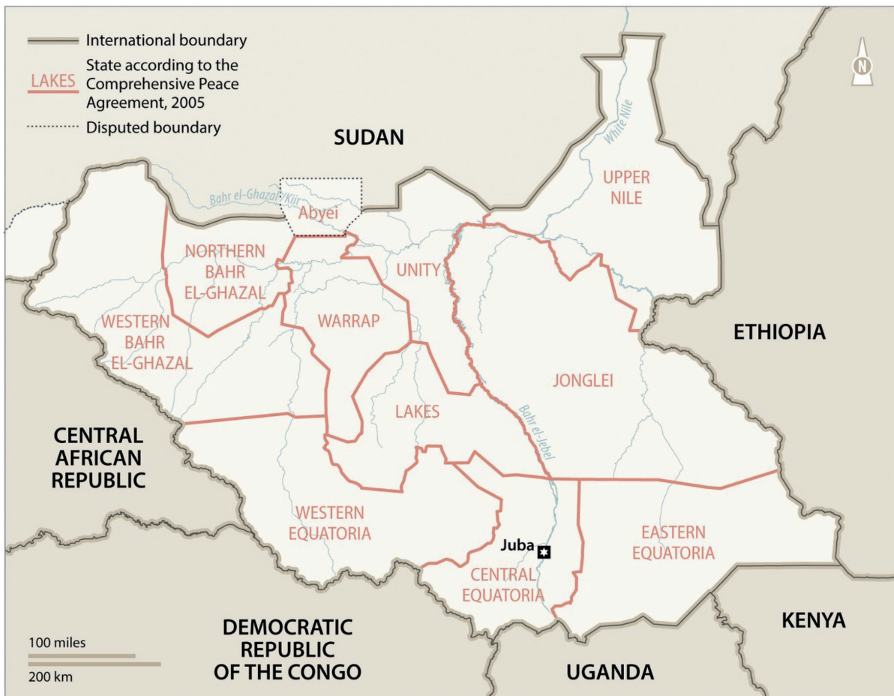 International boundary
LAKES
State according to the
Comprehensive Peace
Agreement, 2005
Disputed boundary
N
SUDAN
White Nile
UPPER
NILE
Bahr el-Ghazal/Kiir
Abyei
NORTHERN
BAHR
EL-GHAZAL
UNITY
WESTERN
BAHR
EL-GHAZAL
WARRAP
ETHIOPIA
JONGLEI
LAKES
Bahr el-Jebel
CENTRAL
AFRICAN
REPUBLIC
WESTERN
EQUATORIA
Juba
EASTERN
EQUATORIA
CENTRAL
EQUATORIA
KENYA
DEMOCRATIC
REPUBLIC
OF THE CONGO
UGANDA
100 miles
200 km